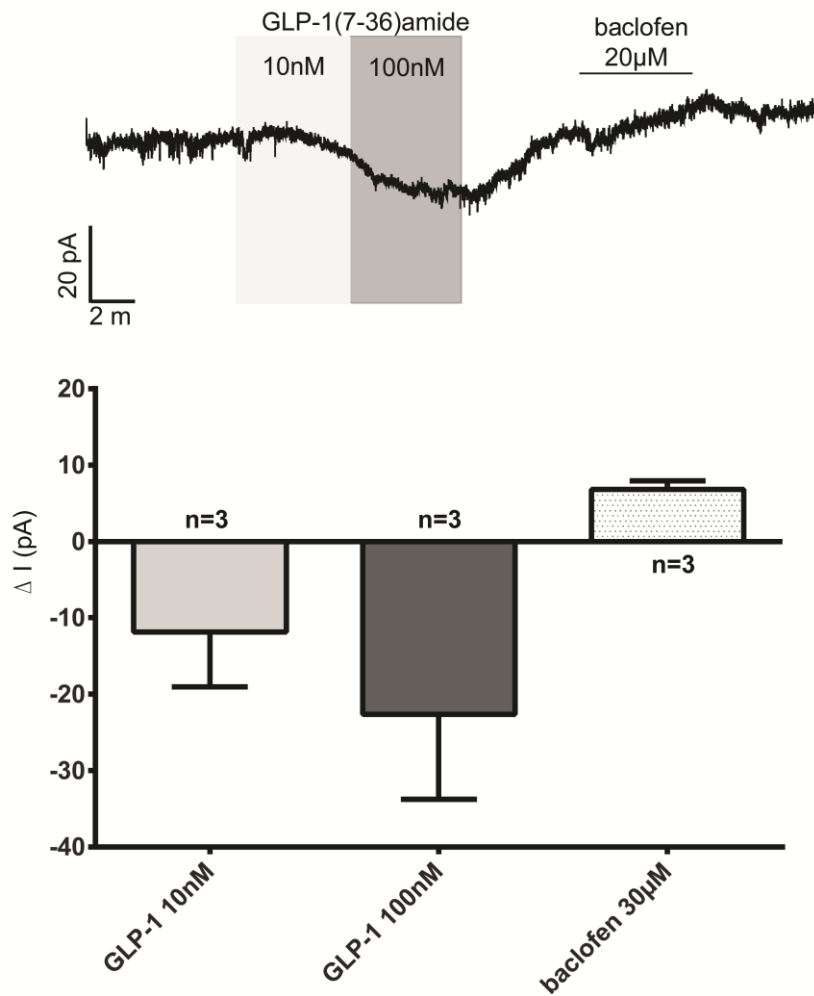 GLP-1(7-36)amide
10nM
100nM
baclofen
20µM
20 pA
2 m
20
10
0
-10
-20
-30
-40
Δ I (pA)
n=3
n=3
n=3
GLP-1 10nM
GLP-1 100nM
baclofen 30µM